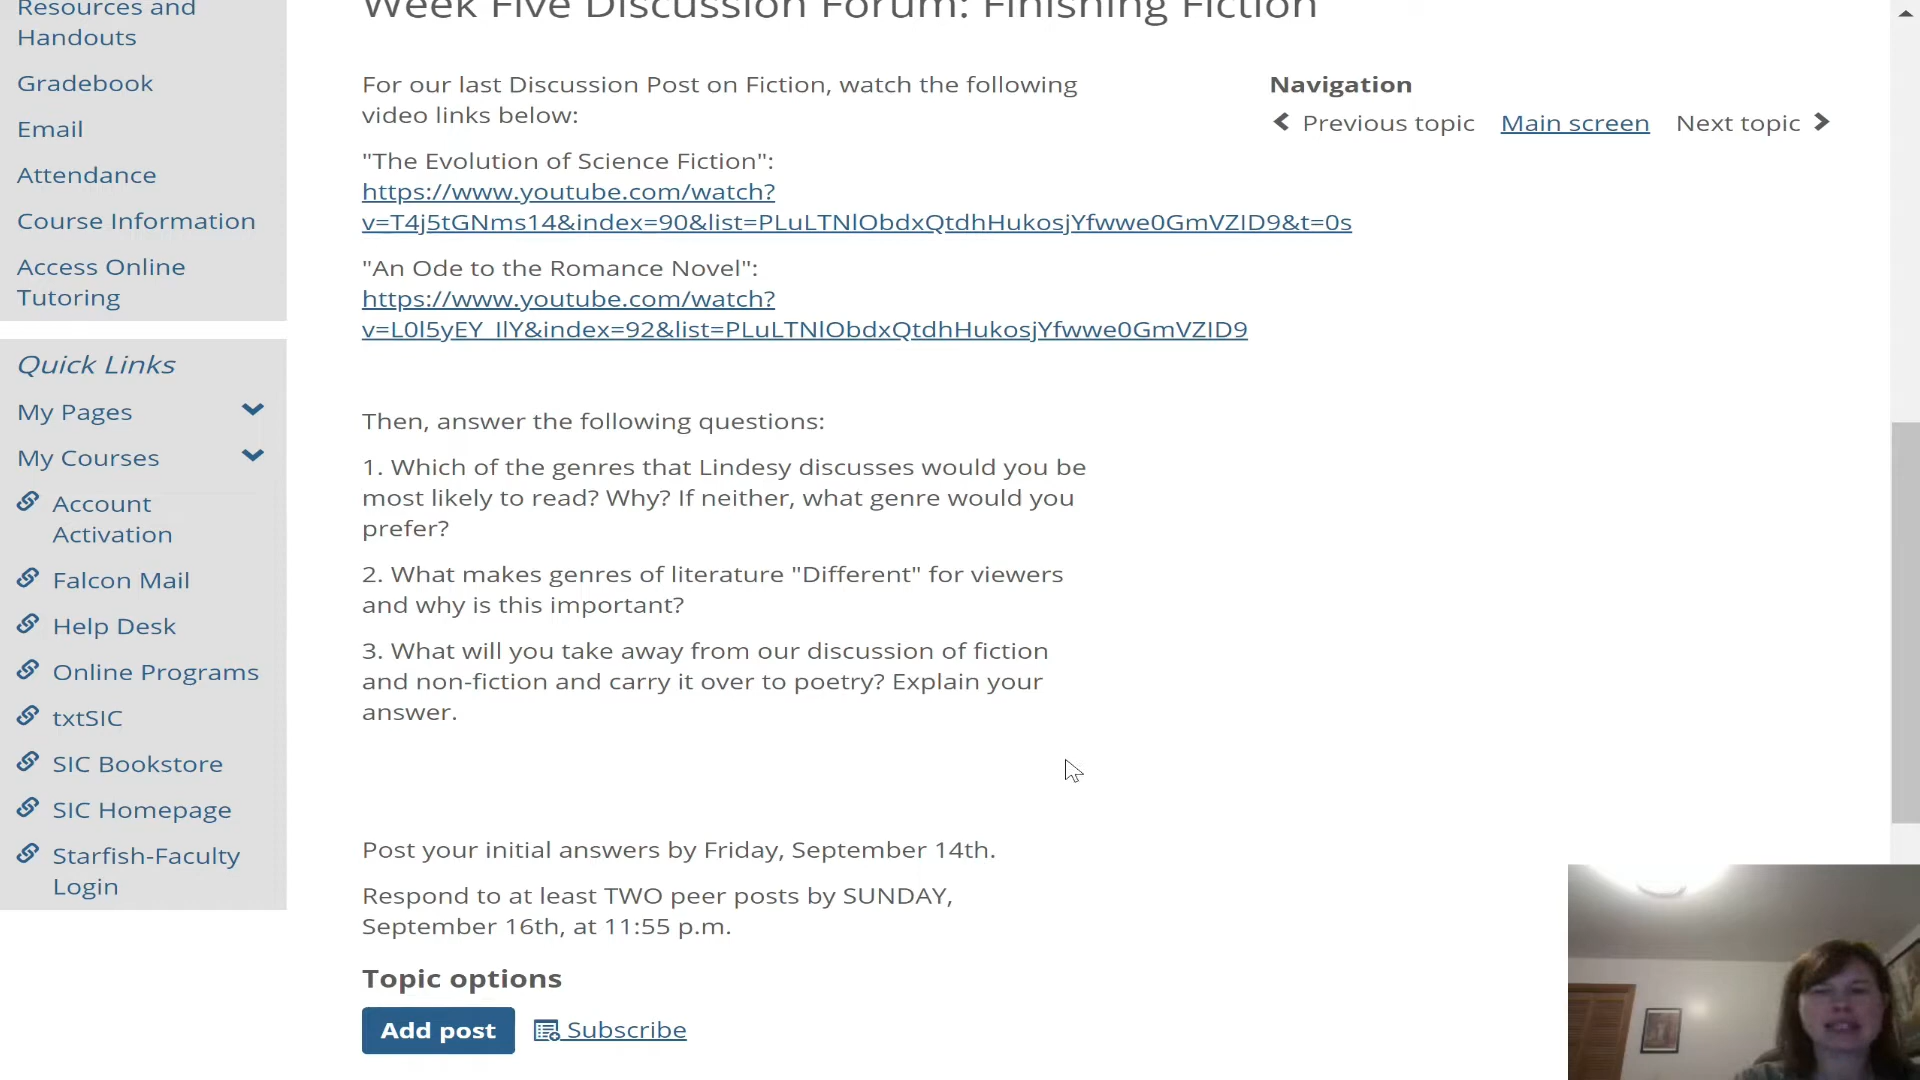 Resources and
Handouts
Gradebook
Email
Attendance
Course Information
Access Online
Tutoring
Quick Links
My Pages
My Courses
Account
Activation
Falcon Mail
Help Desk
Online Programs
txtSIC
SIC Bookstore
SIC Homepage
Starfish-Faculty
Login
Week Five Discussion Forum: Finishing Fiction
For our last Discussion Post on Fiction, watch the following
video links below:
"The Evolution of Science Fiction":
https://www.youtube.com/watch?
v=T4j5tGNms14&index=90&list=PLuLTNlObdxQtdhHukosjYfwwe0GmVZID9&t=0s
"An Ode to the Romance Novel":
https://www.youtube.com/watch?
v=L0l5yEY_IlY&index=92&list=PLuLTNlObdxQtdhHukosjYfwwe0GmVZID9
Then, answer the following questions:
1. Which of the genres that Lindesy discusses would you be
most likely to read? Why? If neither, what genre would you
prefer?
2. What makes genres of literature "Different" for viewers
and why is this important?
3. What will you take away from our discussion of fiction
and non-fiction and carry it over to poetry? Explain your
answer.
Post your initial answers by Friday, September 14th.
Respond to at least TWO peer posts by SUNDAY,
September 16th, at 11:55 p.m.
Topic options
Add post Subscribe
Navigation
Previous topic Main screen Next topic